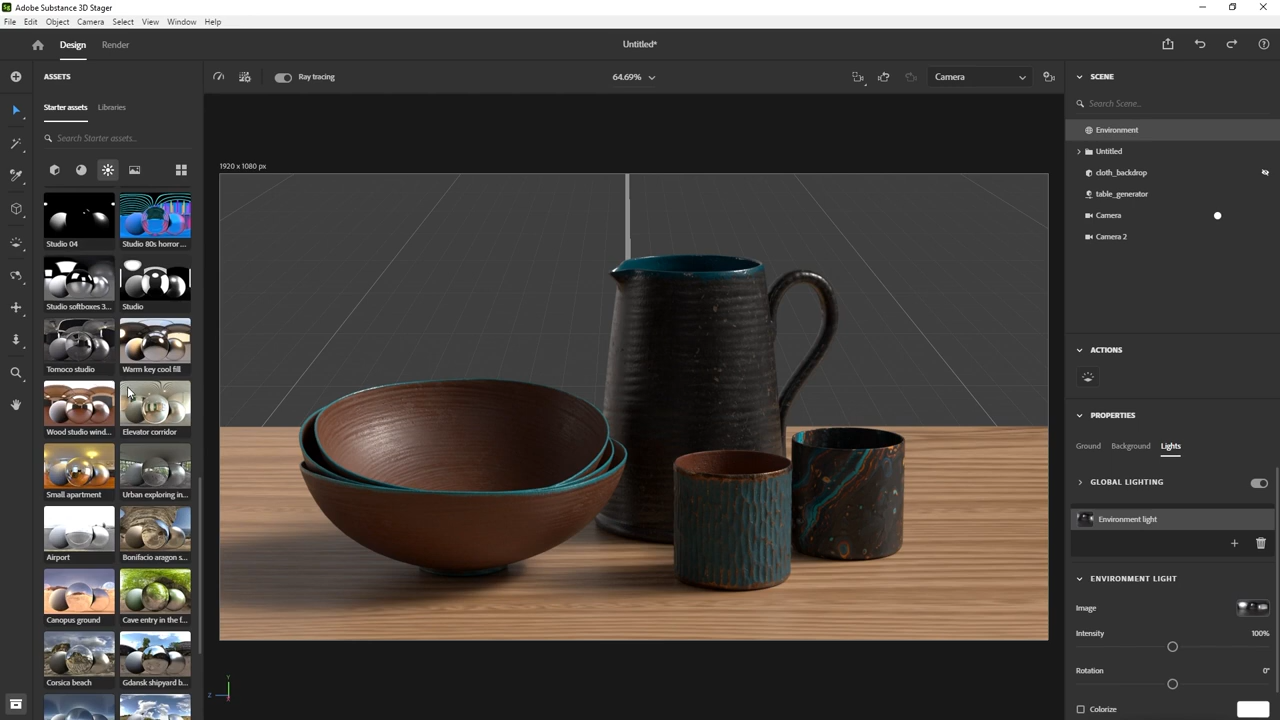 Sg Adobe Substance 3D Stager
File Edit Object Camera Select View Window Help
Design Render Untitled*
ASSETS
Starter assets Libraries
Search Starter assets...
Studio 04 Studio 80s horror ...
Studio softboxes 3... Studio
Tomoco studio Warm key cool fill
Wood studio wind... Elevator corridor
Small apartment Urban exploring in...
Airport Bonifacio aragon s...
Canopus ground Cave entry in the f...
Corsica beach Gdansk shipyard b...
Ray tracing 64.69% Camera
1920 x 1080 px
Y
Z
SCENE
Search Scene...
Environment
Untitled
cloth_backdrop
table_generator
Camera
Camera 2
ACTIONS
PROPERTIES
Ground Background Lights
GLOBAL LIGHTING
Environment light
ENVIRONMENT LIGHT
Image
Intensity 100%
Rotation 0°
Colorize